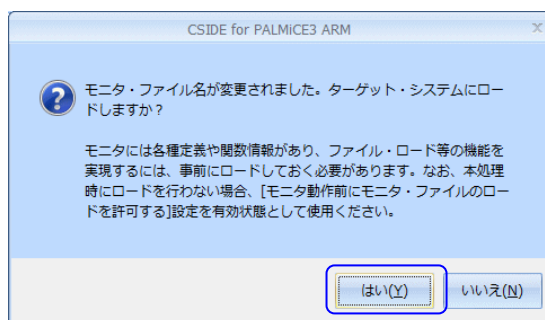 CSIDE for PALMiCE3 ARM
モニタ・ファイル名が変更されました。ターゲット・システムにロー
ドしますか？
モニタには各種定義や関数情報があり、ファイル・ロード等の機能を
実現するには、事前にロードしておく必要があります。なお、本処理
時にロードを行わない場合、[モニタ動作前にモニタ・ファイルのロー
ドを許可する]設定を有効状態として使用ください。
はい(Y) いいえ(N)